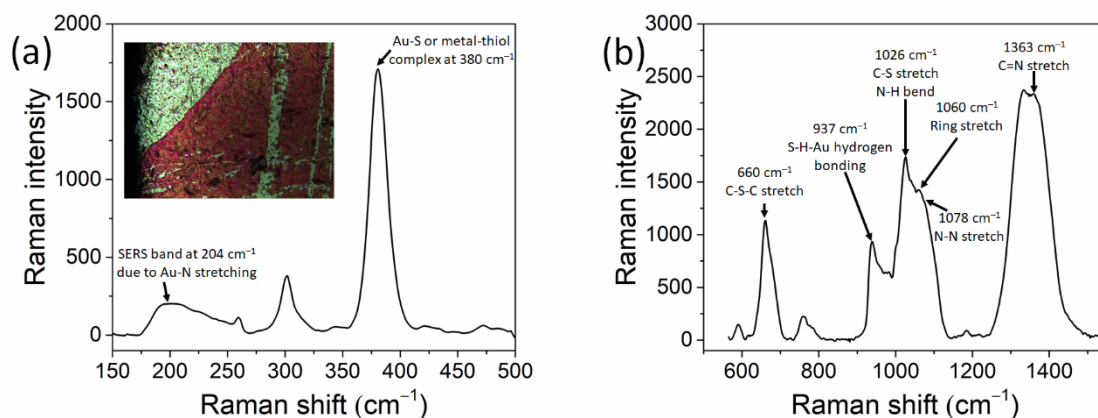 (a)
2000
1500
1000
500
0
Raman intensity
Au-S or metal-thiol
complex at 380 cm⁻¹
SERS band at 204 cm⁻¹
due to Au-N stretching
150 200 250 300 350 400 450 500
Raman shift (cm⁻¹)
(b)
3000
2500
2000
1500
1000
500
0
Raman intensity
1026 cm⁻¹
C-S stretch
N-H bend
1363 cm⁻¹
C=N stretch
1060 cm⁻¹
Ring stretch
937 cm⁻¹
S-H-Au hydrogen
bonding
660 cm⁻¹
C-S-C stretch
1078 cm⁻¹
N-N stretch
600 800 1000 1200 1400
Raman shift (cm⁻¹)